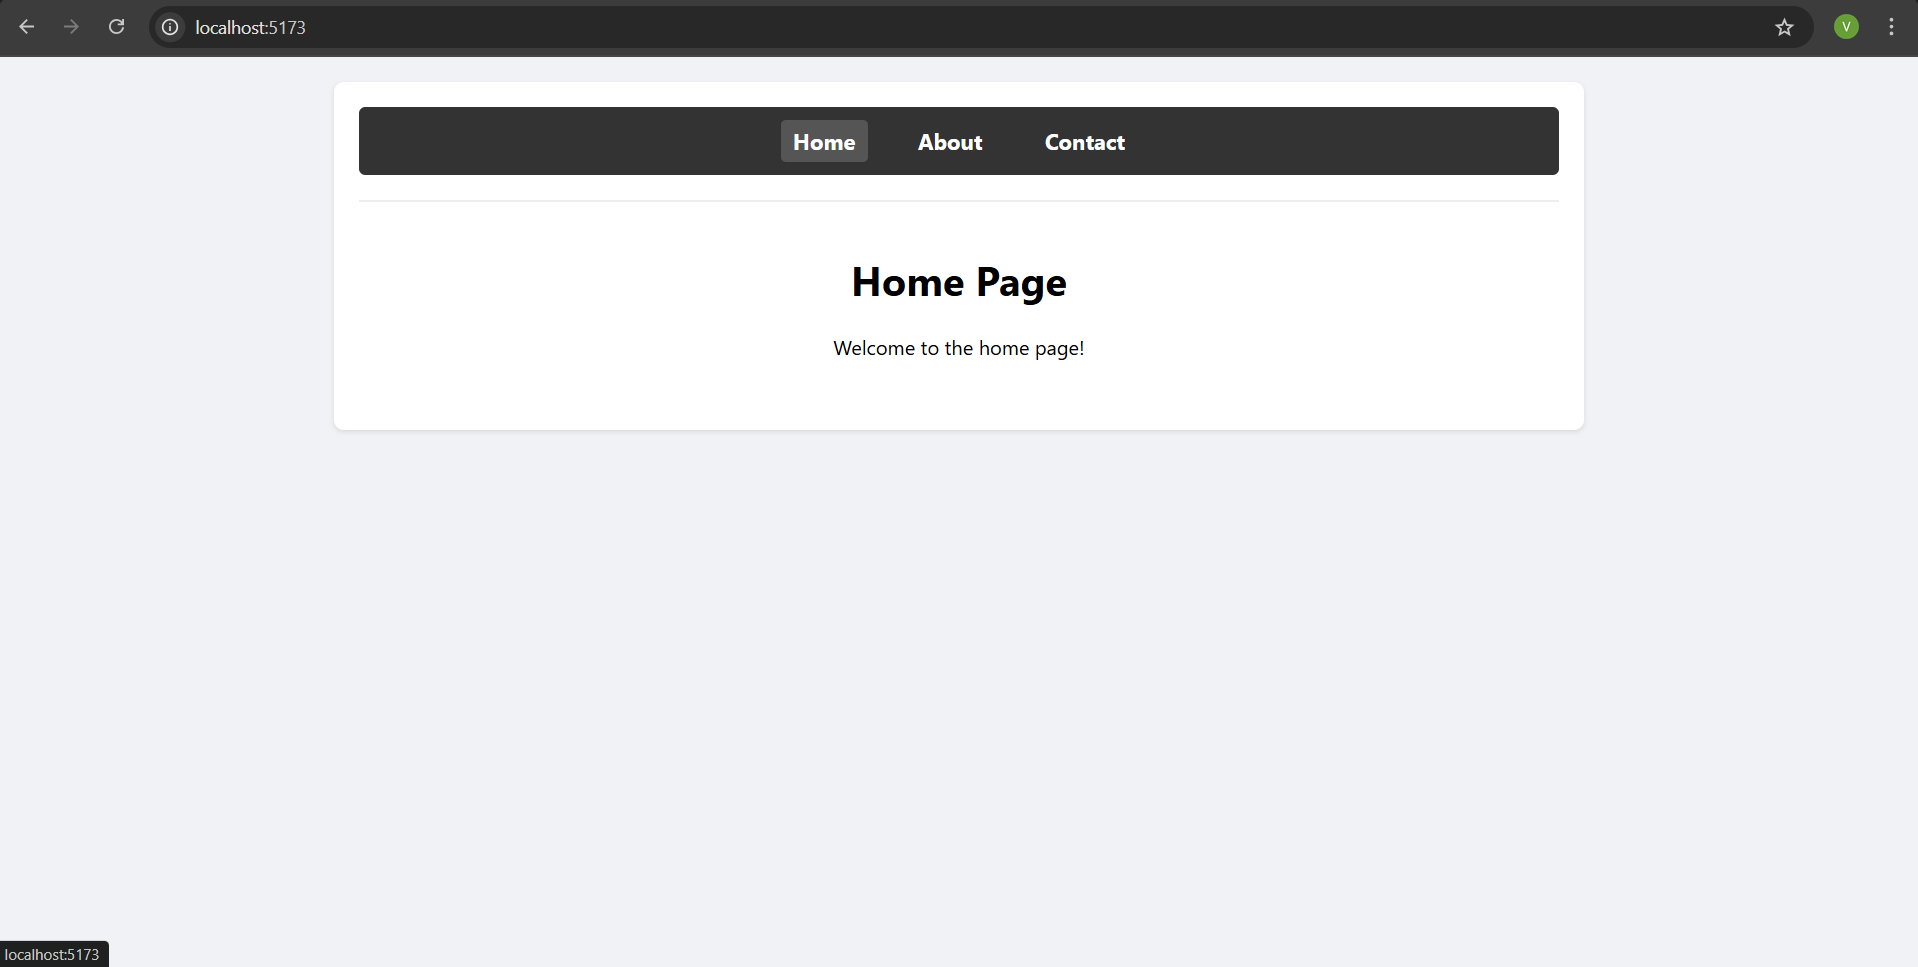 localhost:5173
V
Home About Contact
Home Page
Welcome to the home page!
localhost:5173